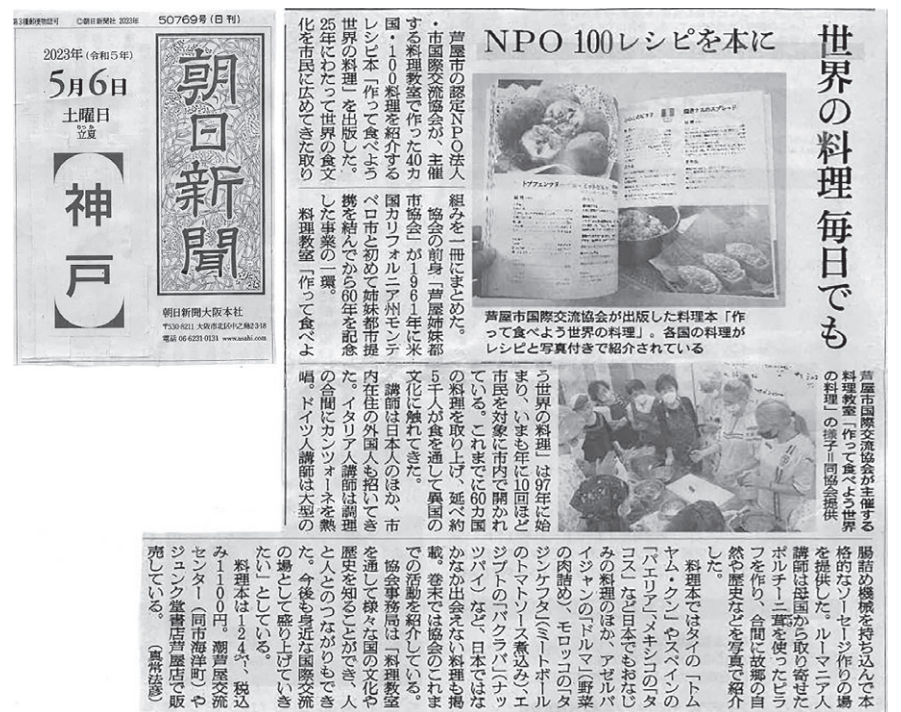 第3種郵便物認可
©朝日新聞社 2023年
50769号(日刊)
2023年(令和5年)
5月6日
土曜日
立夏
【神戸】
朝日新聞
朝日新聞大阪本社
〒530-8211 大阪市北区中之島2-3-18
電話 06-6231-0131 www.asahi.com
世界の料理 毎日でも
NPO 100レシピを本に
芦屋市の認定NPO法人
・市国際交流協会が、主催
する料理教室で作った40カ
国・100料理を紹介する
レシピ本「作って食べよう
世界の料理」を出版した。
25年にわたって世界の食文
化を市民に広めてきた取り
組みを一冊にまとめた。
協会の前身「芦屋姉妹都
市協会」が1961年に米
国カリフォルニア州モンテ
ベロ市と初めて姉妹都市提
携を結んでから60年を記念
した事業の一環。
料理教室「作って食べよ
芦屋市国際交流協会が出版した料理本「作
って食べよう世界の料理」。各国の料理が
レシピと写真付きで紹介されている
う世界の料理」は97年に始
まり、いまも年に10回ほど
市民を対象に市内で開かれ
ている。これまでに60カ国
の料理を取り上げ、延べ約
5千人が食を通して異国の
文化に触れてきた。
講師は日本人のほか、市
内在住の外国人も招いてき
た。イタリア人講師は調理
の合間にカンツォーネを熱
唱。ドイツ人講師は大型の
芦屋市国際交流協会が主催する
料理教室「作って食べよう世界
の料理」の様子=同協会提供
腸詰め機械を持ち込んで本
格的なソーセージ作りの場
を提供した。ルーマニア人
講師は母国から取り寄せた
ポルチーニ茸を使ったピラ
フを作り、合間に故郷の自
然や歴史などを写真で紹介
した。
料理本ではタイの「トム
ヤム・クン」やスペインの
「パエリア」、メキシコの「タ
コス」など日本でもおなじ
みの料理のほか、アゼルバ
イジャンの「ドルマ」(野菜
の肉詰め)、モロッコの「タ
ジンケフタ」(ミートボール
のトマトソース煮込み)、エ
ジプトの「バクラバ」(ナッ
ツパイ)など、日本ではな
かなか出会えない料理も掲
載。巻末では協会のこれま
での活動を紹介している。
協会事務局は「料理教室
を通して様々な国の文化や
歴史を知ることができ、人
と人とのつながりもでき
た。今後も身近な国際交流
の場として盛り上げていき
たい」としている。
料理本は124㌻、税込
み1100円。潮芦屋交流
センター(同市海洋町)や
ジュンク堂書店芦屋店で販
売している。 (真常法彦)